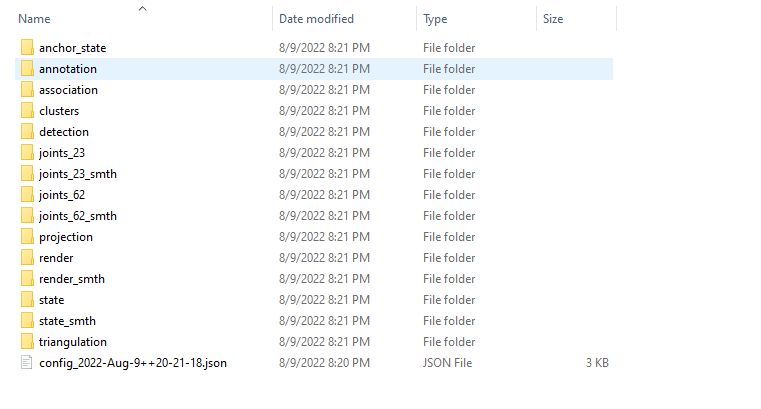 Name Date modified Type Size
anchor_state 8/9/2022 8:21 PM File folder
annotation 8/9/2022 8:21 PM File folder
association 8/9/2022 8:21 PM File folder
clusters 8/9/2022 8:21 PM File folder
detection 8/9/2022 8:21 PM File folder
joints_23 8/9/2022 8:21 PM File folder
joints_23_smth 8/9/2022 8:21 PM File folder
joints_62 8/9/2022 8:21 PM File folder
joints_62_smth 8/9/2022 8:21 PM File folder
projection 8/9/2022 8:21 PM File folder
render 8/9/2022 8:21 PM File folder
render_smth 8/9/2022 8:21 PM File folder
state 8/9/2022 8:21 PM File folder
state_smth 8/9/2022 8:21 PM File folder
triangulation 8/9/2022 8:21 PM File folder
config_2022-Aug-9++20-21-18.json 8/9/2022 8:20 PM JSON File 3 KB